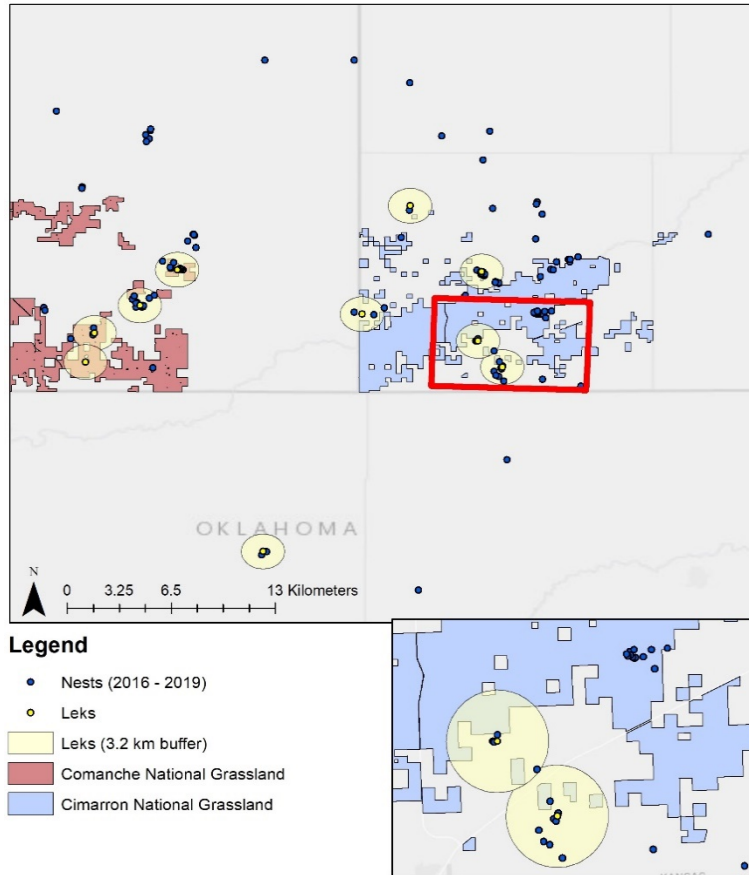 OKLAHOMA
N
0 3.25 6.5 13 Kilometers
Legend
Nests (2016 - 2019)
Leks
Leks (3.2 km buffer)
Comanche National Grassland
Cimarron National Grassland
KANSAS